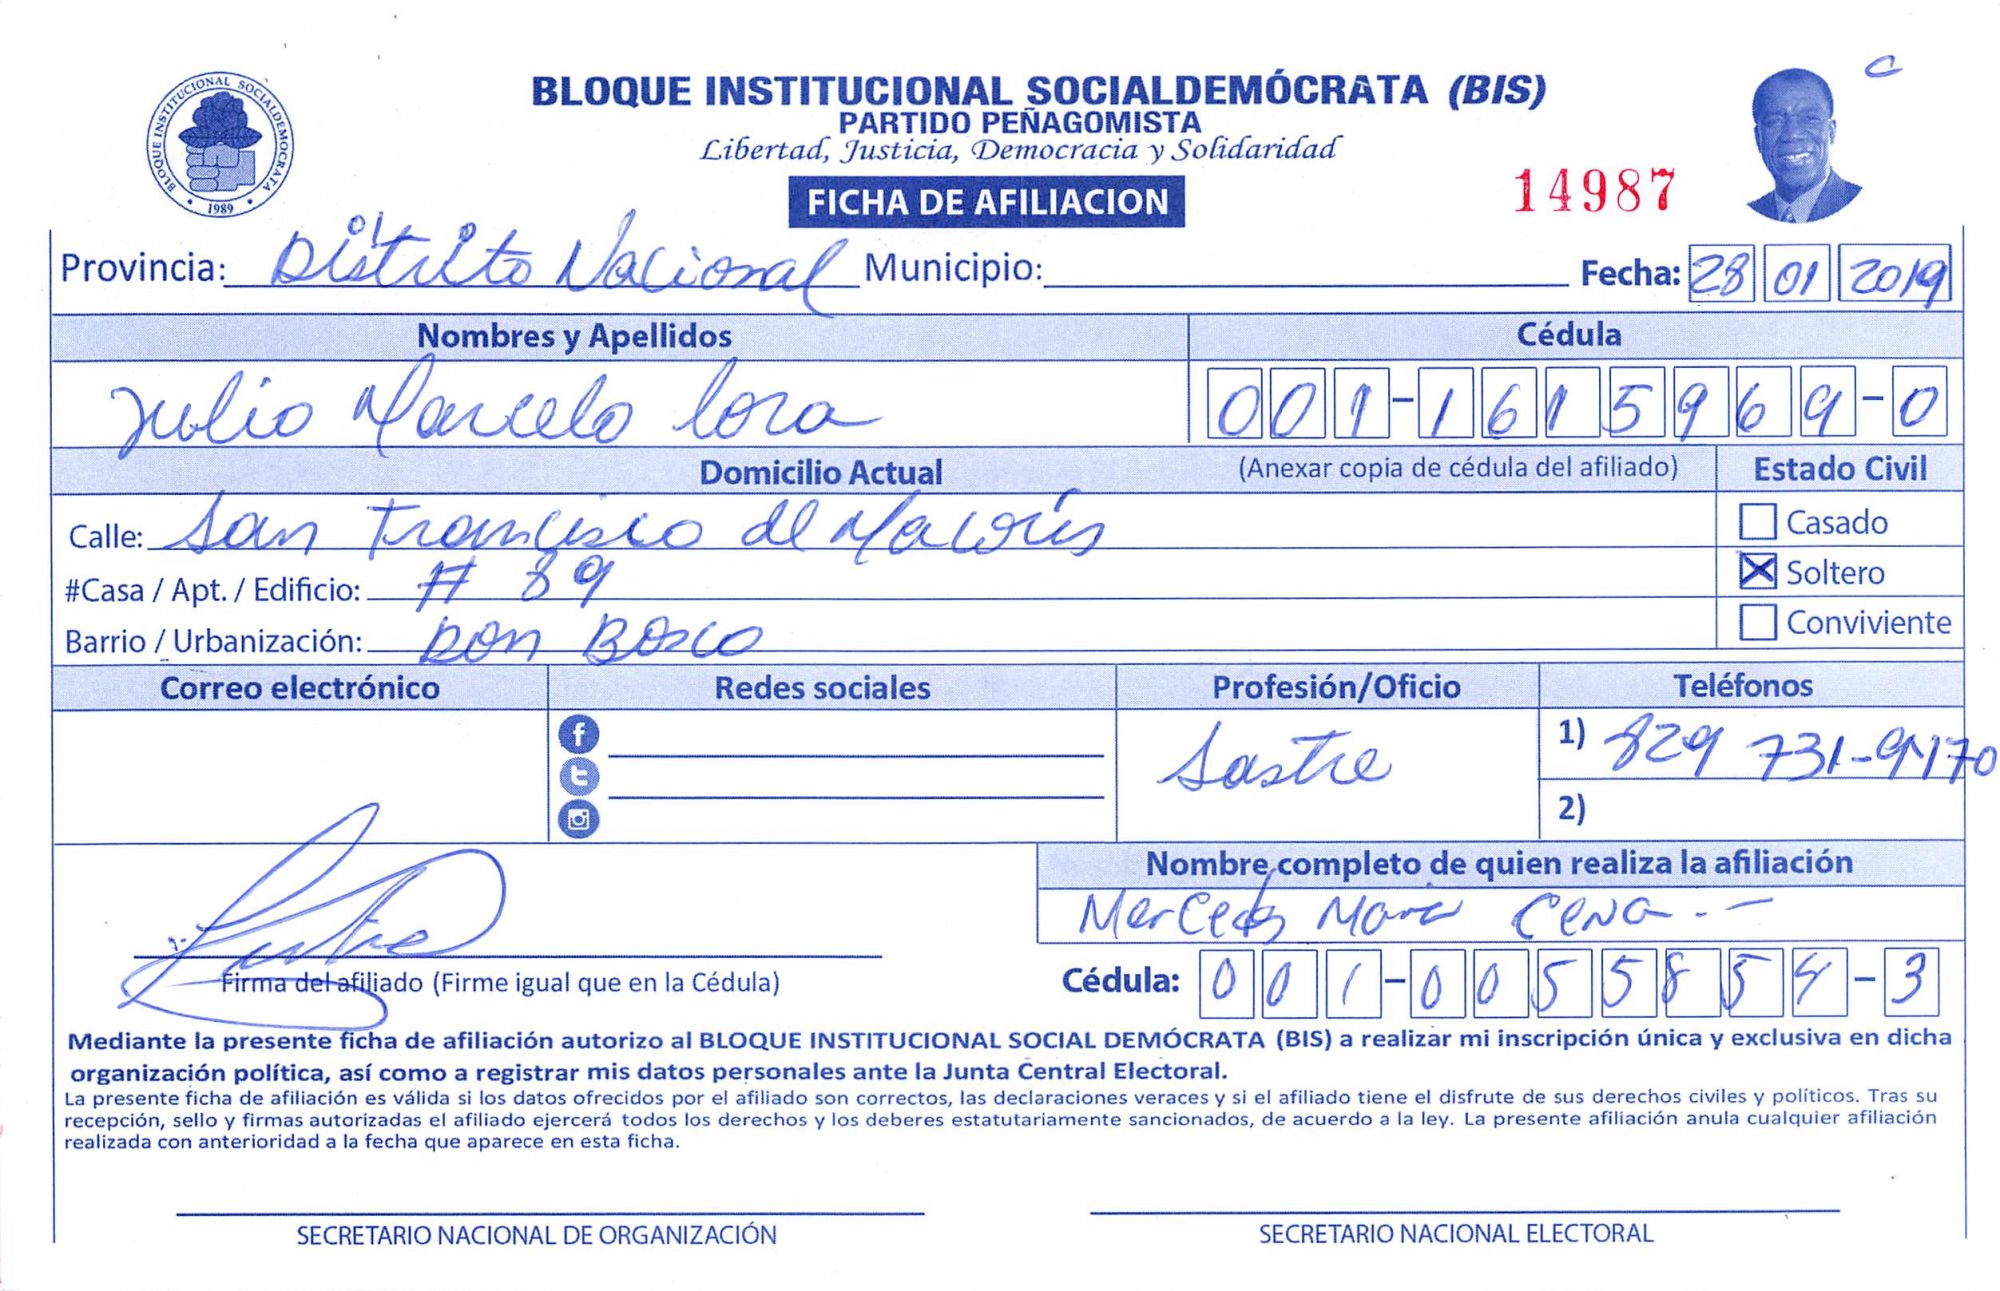 BLOQUE INSTITUCIONAL SOCIALDEMOCRATA
1989
BLOQUE INSTITUCIONAL SOCIALDEMÓCRATA (BIS)
PARTIDO PEÑAGOMISTA
Libertad, Justicia, Democracia y Solidaridad
FICHA DE AFILIACION
14987
Provincia: Distrito Nacional Municipio: Fecha: 28 01 2019
Nombres y Apellidos Cédula
Julio Marcelo Lora 001-1615969-0
Domicilio Actual (Anexar copia de cédula del afiliado) Estado Civil
Calle: San Francisco de Macorís Casado
#Casa / Apt. / Edificio: # 89 Soltero
Barrio / Urbanización: Don Bosco Conviviente
Correo electrónico Redes sociales Profesión/Oficio Teléfonos
Sastre 1) 829 731-9170
2)
Nombre completo de quien realiza la afiliación
Mercedes Maria Cena.-
Firma del afiliado (Firme igual que en la Cédula) Cédula: 001-0055854-3
Mediante la presente ficha de afiliación autorizo al BLOQUE INSTITUCIONAL SOCIAL DEMÓCRATA (BIS) a realizar mi inscripción única y exclusiva en dicha
organización política, así como a registrar mis datos personales ante la Junta Central Electoral.
La presente ficha de afiliación es válida si los datos ofrecidos por el afiliado son correctos, las declaraciones veraces y si el afiliado tiene el disfrute de sus derechos civiles y políticos. Tras su
recepción, sello y firmas autorizadas el afiliado ejercerá todos los derechos y los deberes estatutariamente sancionados, de acuerdo a la ley. La presente afiliación anula cualquier afiliación
realizada con anterioridad a la fecha que aparece en esta ficha.
SECRETARIO NACIONAL DE ORGANIZACIÓN SECRETARIO NACIONAL ELECTORAL